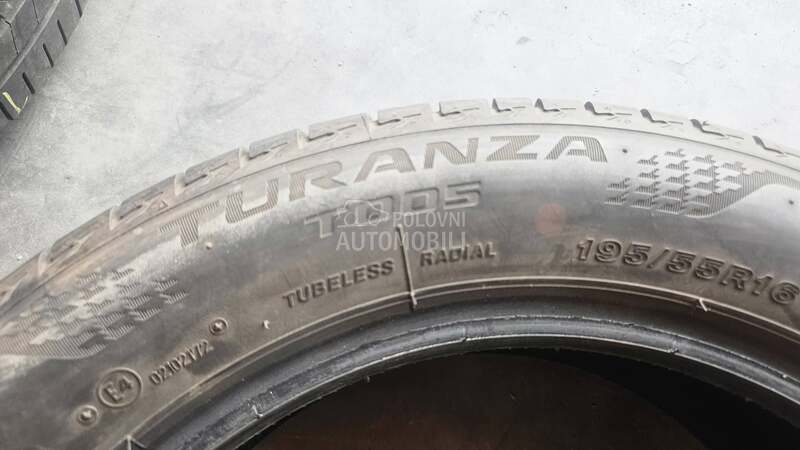 TURANZA
T005
POLOVNI
AUTOMOBILI
TUBELESS RADIAL
195/55R16
E4